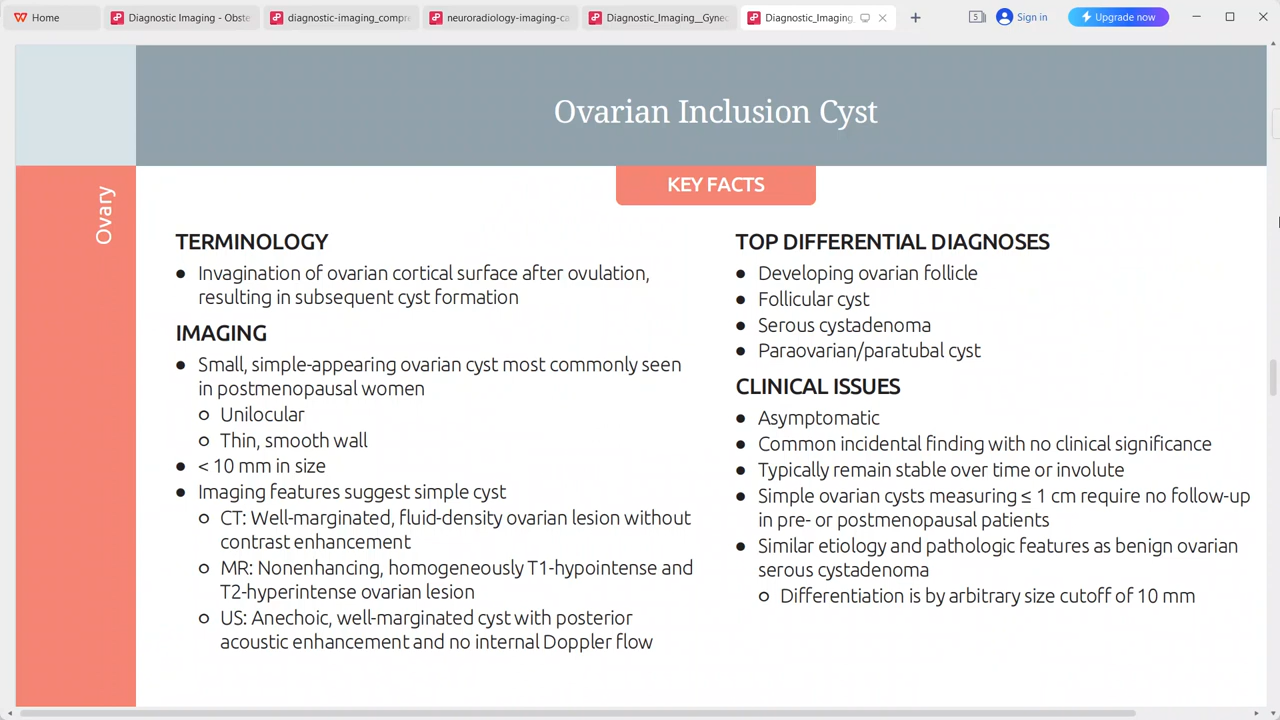 Home
Diagnostic Imaging - Obste
diagnostic-imaging_compre
neuroradiology-imaging-ca
Diagnostic_Imaging__Gynec
Diagnostic_Imaging_
5
Sign in
Upgrade now
Ovarian Inclusion Cyst
KEY FACTS
Ovary
TERMINOLOGY
● Invagination of ovarian cortical surface after ovulation,
resulting in subsequent cyst formation
IMAGING
● Small, simple-appearing ovarian cyst most commonly seen
in postmenopausal women
○ Unilocular
○ Thin, smooth wall
● < 10 mm in size
● Imaging features suggest simple cyst
○ CT: Well-marginated, fluid-density ovarian lesion without
contrast enhancement
○ MR: Nonenhancing, homogeneously T1-hypointense and
T2-hyperintense ovarian lesion
○ US: Anechoic, well-marginated cyst with posterior
acoustic enhancement and no internal Doppler flow
TOP DIFFERENTIAL DIAGNOSES
● Developing ovarian follicle
● Follicular cyst
● Serous cystadenoma
● Paraovarian/paratubal cyst
CLINICAL ISSUES
● Asymptomatic
● Common incidental finding with no clinical significance
● Typically remain stable over time or involute
● Simple ovarian cysts measuring ≤ 1 cm require no follow-up
in pre- or postmenopausal patients
● Similar etiology and pathologic features as benign ovarian
serous cystadenoma
○ Differentiation is by arbitrary size cutoff of 10 mm